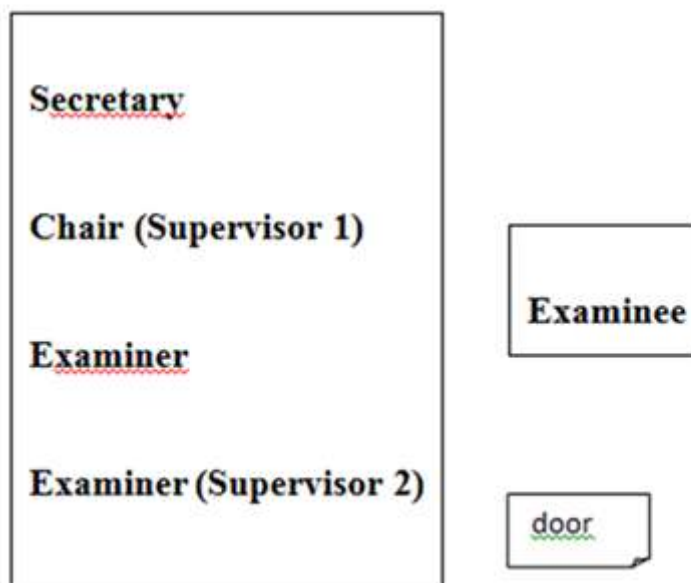 Secretary
Chair (Supervisor 1)
Examiner
Examiner (Supervisor 2)
Examinee
door